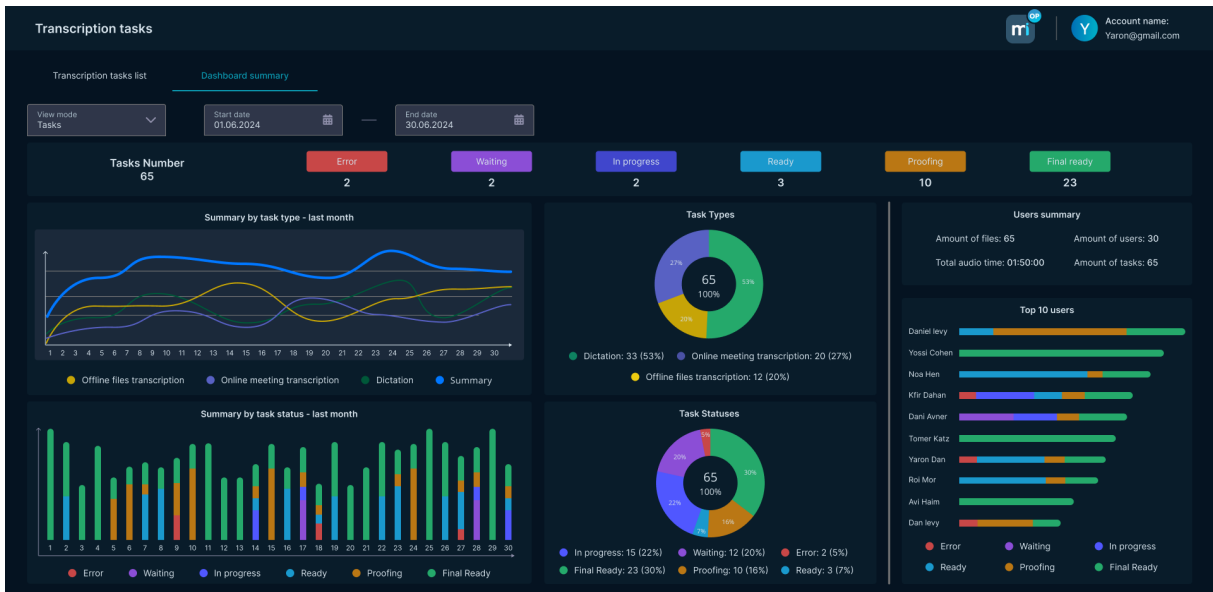 Transcription tasks
mi
OP
Y
Account name:
Yaron@gmail.com
Transcription tasks list
Dashboard summary
View mode
Tasks
Start date
01.06.2024
—
End date
30.06.2024
Tasks Number
65
Error
2
Waiting
2
In progress
2
Ready
3
Proofing
10
Final ready
23
Summary by task type - last month
1 2 3 4 5 6 7 8 9 10 11 12 13 14 15 16 17 18 19 20 21 22 23 24 25 26 27 28 29 30
Offline files transcription
Online meeting transcription
Dictation
Summary
Task Types
27%
53%
20%
65
100%
Dictation: 33 (53%)
Online meeting transcription: 20 (27%)
Offline files transcription: 12 (20%)
Users summary
Amount of files: 65
Amount of users: 30
Total audio time: 01:50:00
Amount of tasks: 65
Summary by task status - last month
1 2 3 4 5 6 7 8 9 10 11 12 13 14 15 16 17 18 19 20 21 22 23 24 25 26 27 28 29 30
Error
Waiting
In progress
Ready
Proofing
Final Ready
Task Statuses
5%
20%
30%
22%
16%
7%
65
100%
In progress: 15 (22%)
Waiting: 12 (20%)
Error: 2 (5%)
Final Ready: 23 (30%)
Proofing: 10 (16%)
Ready: 3 (7%)
Top 10 users
Daniel levy
Yossi Cohen
Noa Hen
Kfir Dahan
Dani Avner
Tomer Katz
Yaron Dan
Roi Mor
Avi Haim
Dan levy
Error
Waiting
In progress
Ready
Proofing
Final Ready